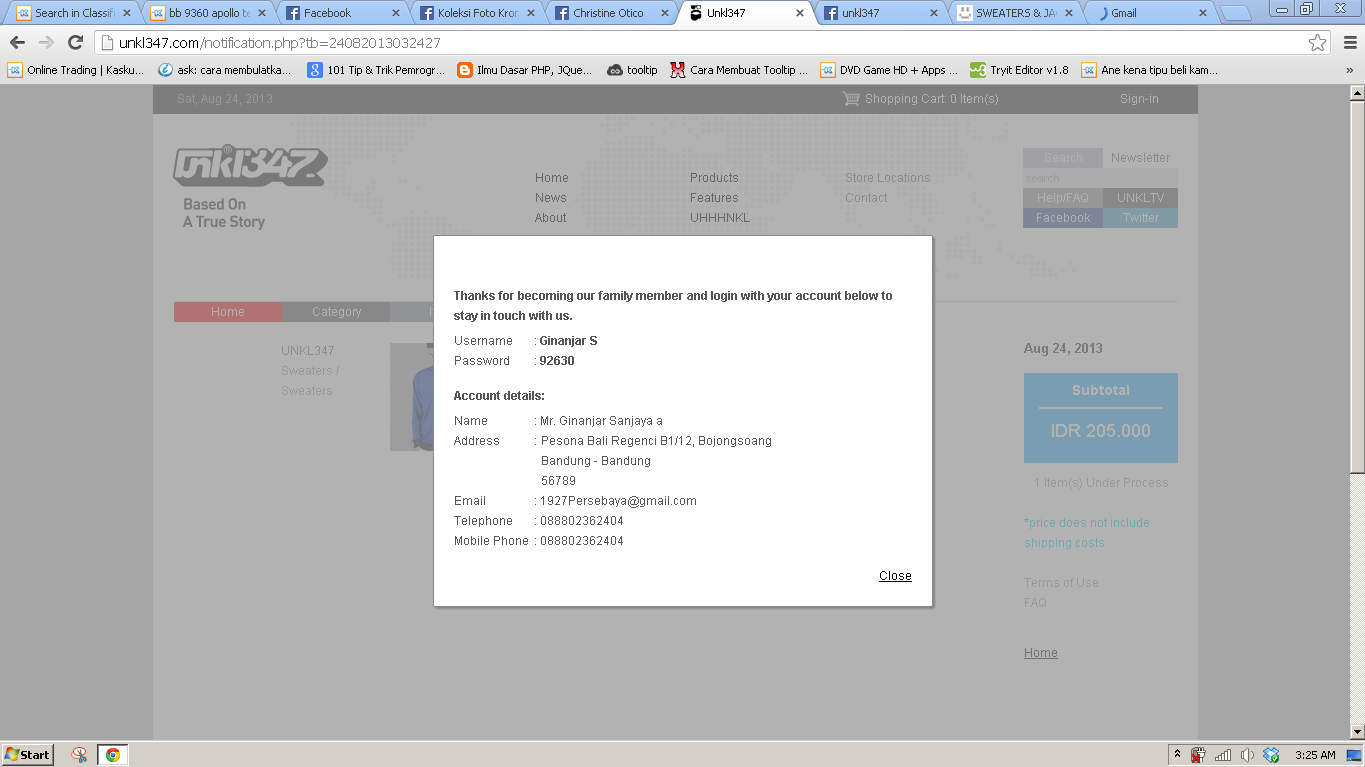 Search in Classifi
bb 9360 apollo te
Facebook
Koleksi Foto Kron
Christine Otico
Unkl347
unkl347
SWEATERS & JA
Gmail
unkl347.com/notification.php?tb=24082013032427
Online Trading | Kasku...
ask: cara membulatka...
101 Tip & Trik Pemrogr...
Ilmu Dasar PHP, JQue...
tooltip
Cara Membuat Tooltip ...
DVD Game HD + Apps ...
Tryit Editor v1.8
Ane kena tipu beli kam...
»
Sat, Aug 24, 2013
Shopping Cart: 0 Item(s)
Sign-in
unkl347
Based On
A True Story
Home
News
About
Products
Features
UHHHNKL
Store Locations
Contact
Search
Newsletter
search
Help/FAQ
UNKLTV
Facebook
Twitter
Home
Category
UNKL347
Sweaters /
Sweaters
Thanks for becoming our family member and login with your account below to
stay in touch with us.
Username : Ginanjar S
Password : 92630
Account details:
Name : Mr. Ginanjar Sanjaya a
Address : Pesona Bali Regenci B1/12, Bojongsoang
Bandung - Bandung
56789
Email : 1927Persebaya@gmail.com
Telephone : 088802362404
Mobile Phone : 088802362404
Close
Aug 24, 2013
Subtotal
IDR 205.000
1 Item(s) Under Process
*price does not include
shipping costs
Terms of Use
FAQ
Home
Start
3:25 AM